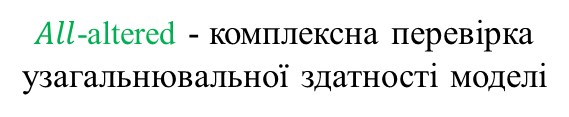 All-altered - комплексна перевірка
узагальнювальної здатності моделі